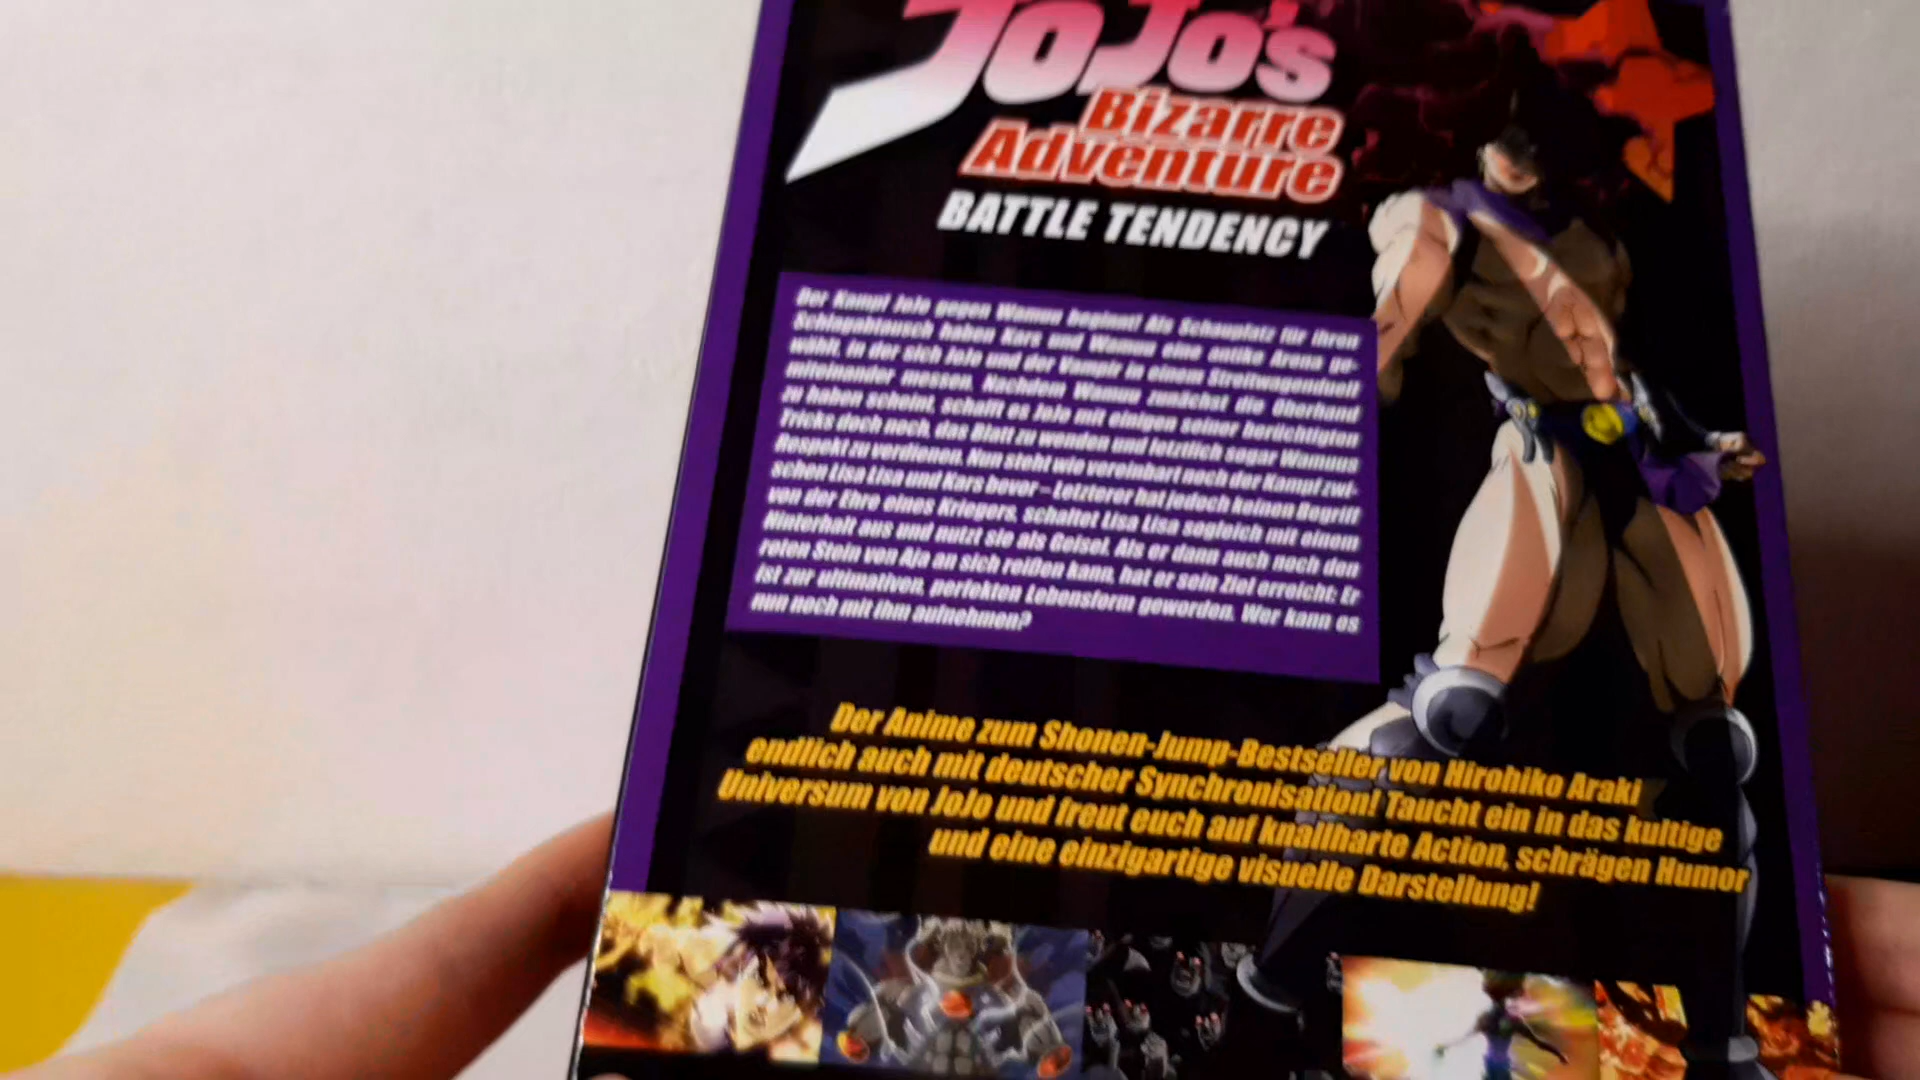 JoJo's
Bizarre
Adventure
BATTLE TENDENCY
Der Kampf JoJo gegen Wamuu beginnt! Als Schauplatz für ihren
Schlagabtausch haben Kars und Wamuu eine antike Arena ge-
wählt, in der sich JoJo und der Vampir in einem Streitwagenduell
miteinander messen. Nachdem Wamuu zunächst die Oberhand
zu haben scheint, schafft es JoJo mit einigen seiner berüchtigten
Tricks doch noch, das Blatt zu wenden und letztlich sogar Wamuus
Respekt zu verdienen. Nun steht wie vereinbart noch der Kampf zwi-
schen Lisa Lisa und Kars bevor – Letzterer hat jedoch keinen Begriff
von der Ehre eines Kriegers, schaltet Lisa Lisa sogleich mit einem
Hinterhalt aus und nutzt sie als Geisel. Als er dann auch noch den
roten Stein von Aja an sich reißen kann, hat er sein Ziel erreicht: Er
ist zur ultimativen, perfekten Lebensform geworden. Wer kann es
nun noch mit ihm aufnehmen?
Der Anime zum Shonen-Jump-Bestseller von Hirohiko Araki
endlich auch mit deutscher Synchronisation! Taucht ein in das kultige
Universum von JoJo und freut euch auf knallharte Action, schrägen Humor
und eine einzigartige visuelle Darstellung!